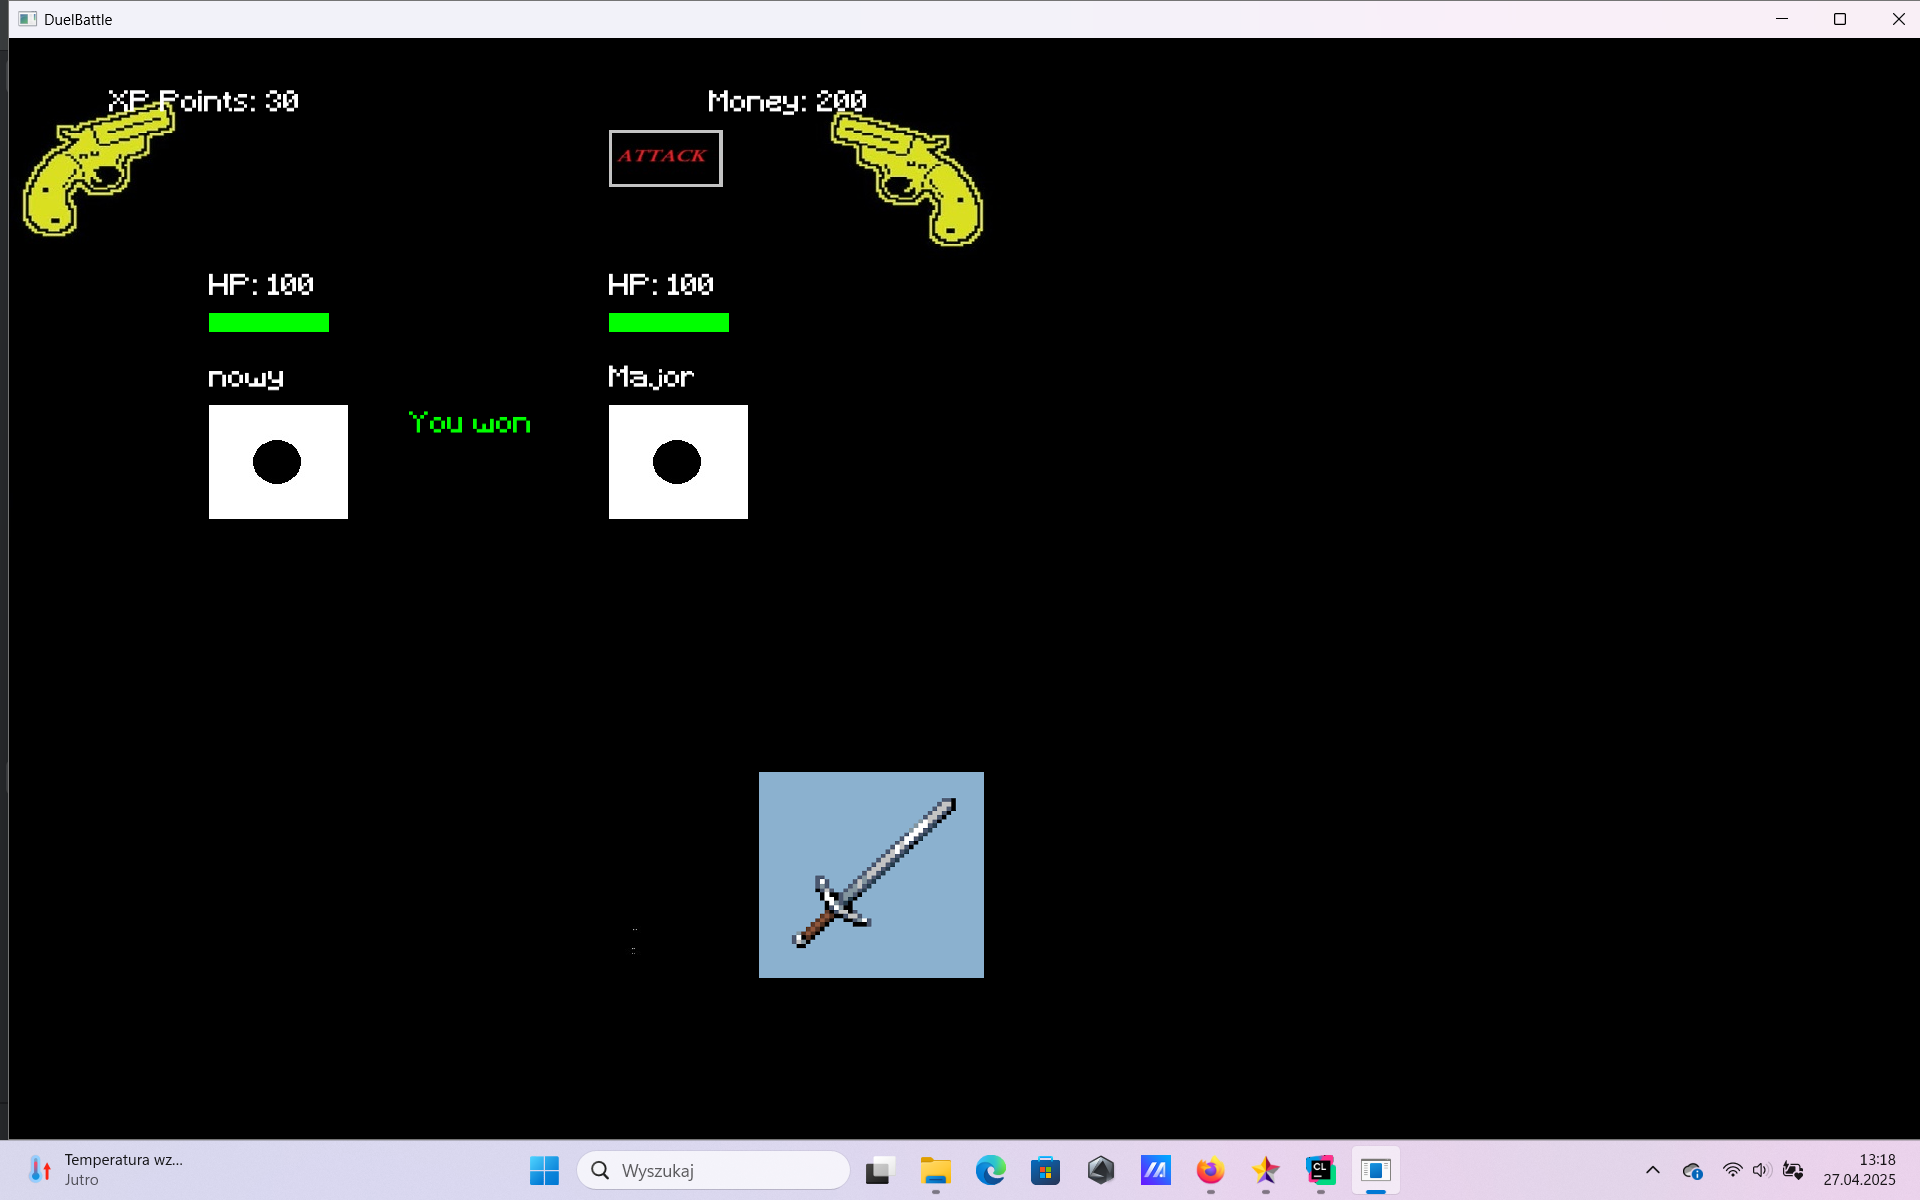 DuelBattle
XP Points: 30
Money: 200
ATTACK
HP: 100
HP: 100
nowy
Major
You won
Temperatura wz...
Jutro
Wyszukaj
CL
13:18
27.04.2025